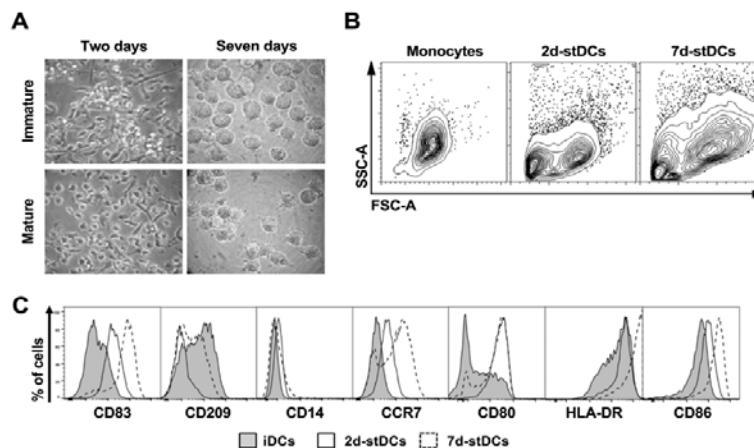 A
Two days
Seven days
Immature
Mature
B
Monocytes
2d-stDCs
7d-stDCs
SSC-A
FSC-A
C
% of cells
CD83
CD209
CD14
CCR7
CD80
HLA-DR
CD86
iDCs
2d-stDCs
7d-stDCs